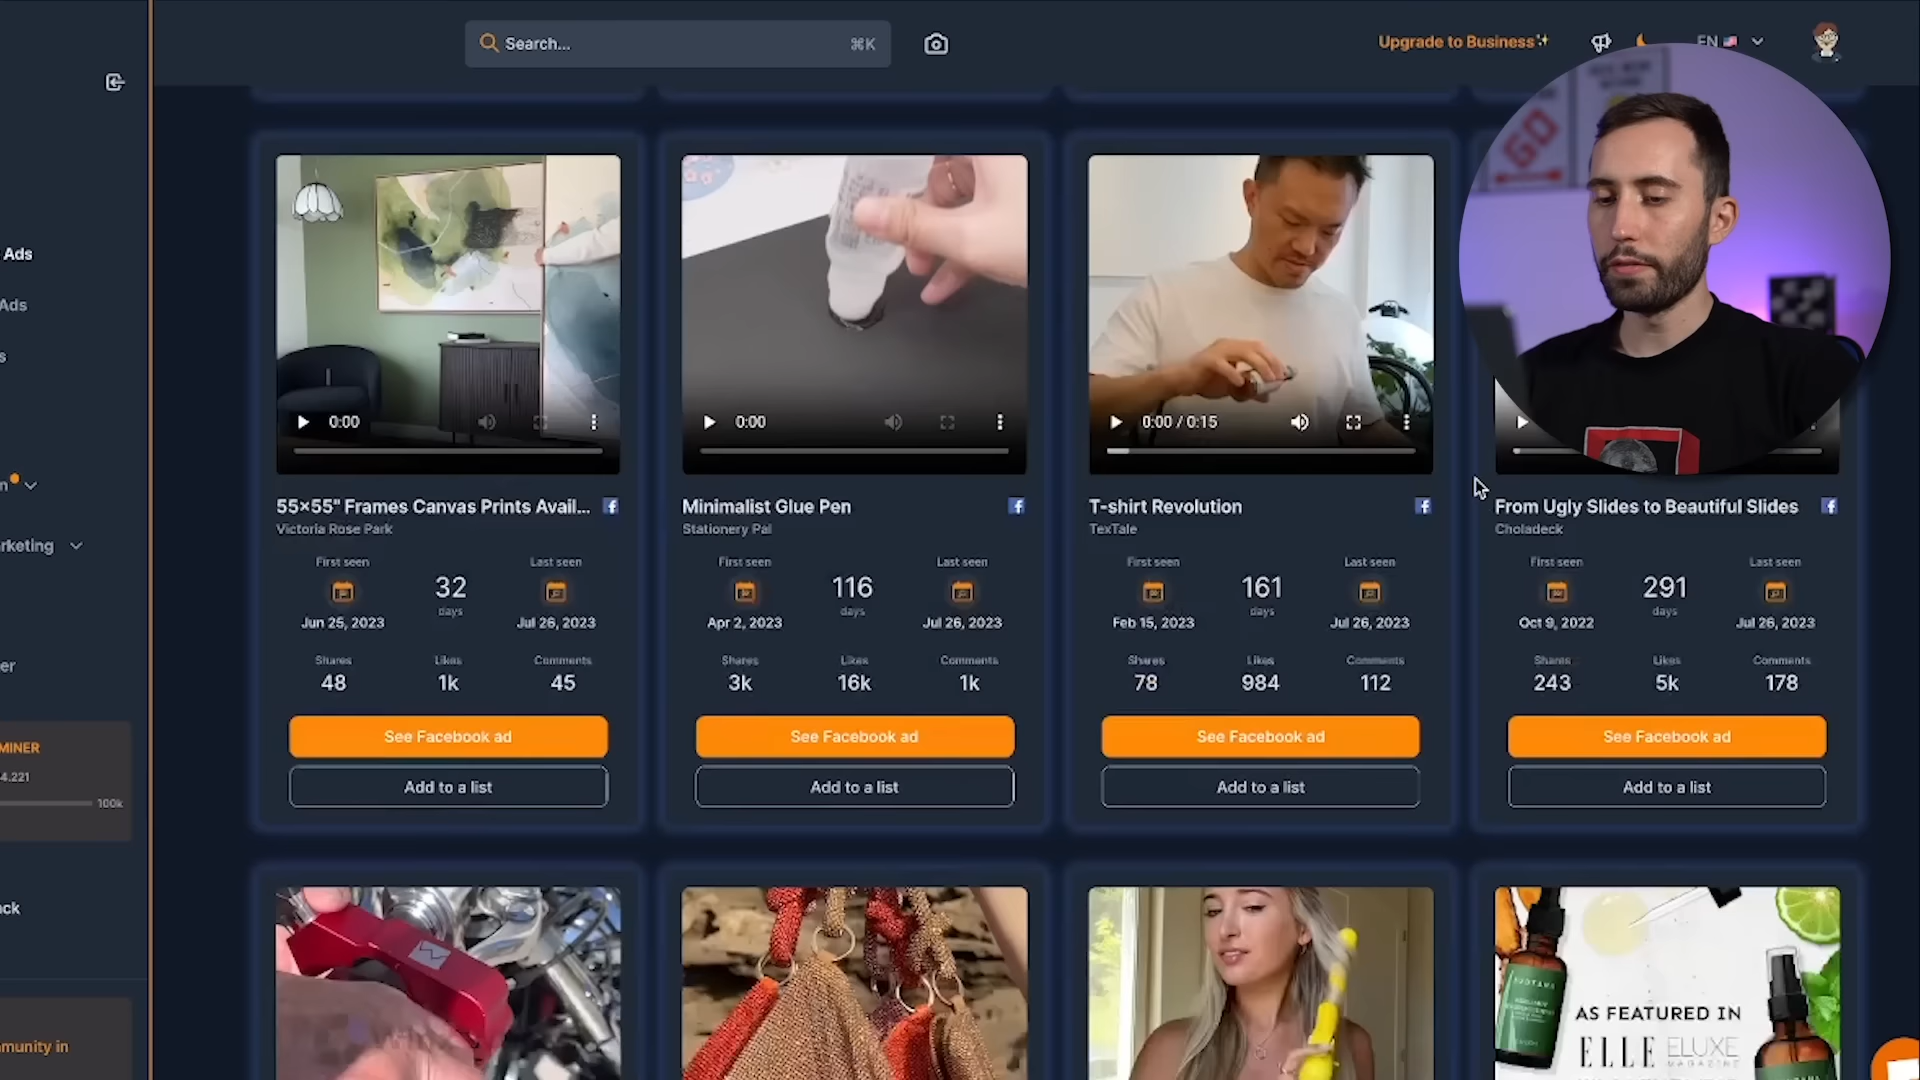 Search...
⌘K
Upgrade to Business
EN
GO
Ads
Ads
s
n
rketing
er
MINER
4.221
100k
ck
munity in
0:00
0:00
0:00 / 0:15
55×55" Frames Canvas Prints Avail...
Victoria Rose Park
First seen
Last seen
32
days
Jun 25, 2023
Jul 26, 2023
Shares
Likes
Comments
48
1k
45
See Facebook ad
Add to a list
Minimalist Glue Pen
Stationery Pal
First seen
Last seen
116
days
Apr 2, 2023
Jul 26, 2023
Shares
Likes
Comments
3k
16k
1k
See Facebook ad
Add to a list
T-shirt Revolution
TexTale
First seen
Last seen
161
days
Feb 15, 2023
Jul 26, 2023
Shares
Likes
Comments
78
984
112
See Facebook ad
Add to a list
From Ugly Slides to Beautiful Slides
Choladeck
First seen
Last seen
291
days
Oct 9, 2022
Jul 26, 2023
Shares
Likes
Comments
243
5k
178
See Facebook ad
Add to a list
AS FEATURED IN
ELLE ELUXE
MAGAZINE